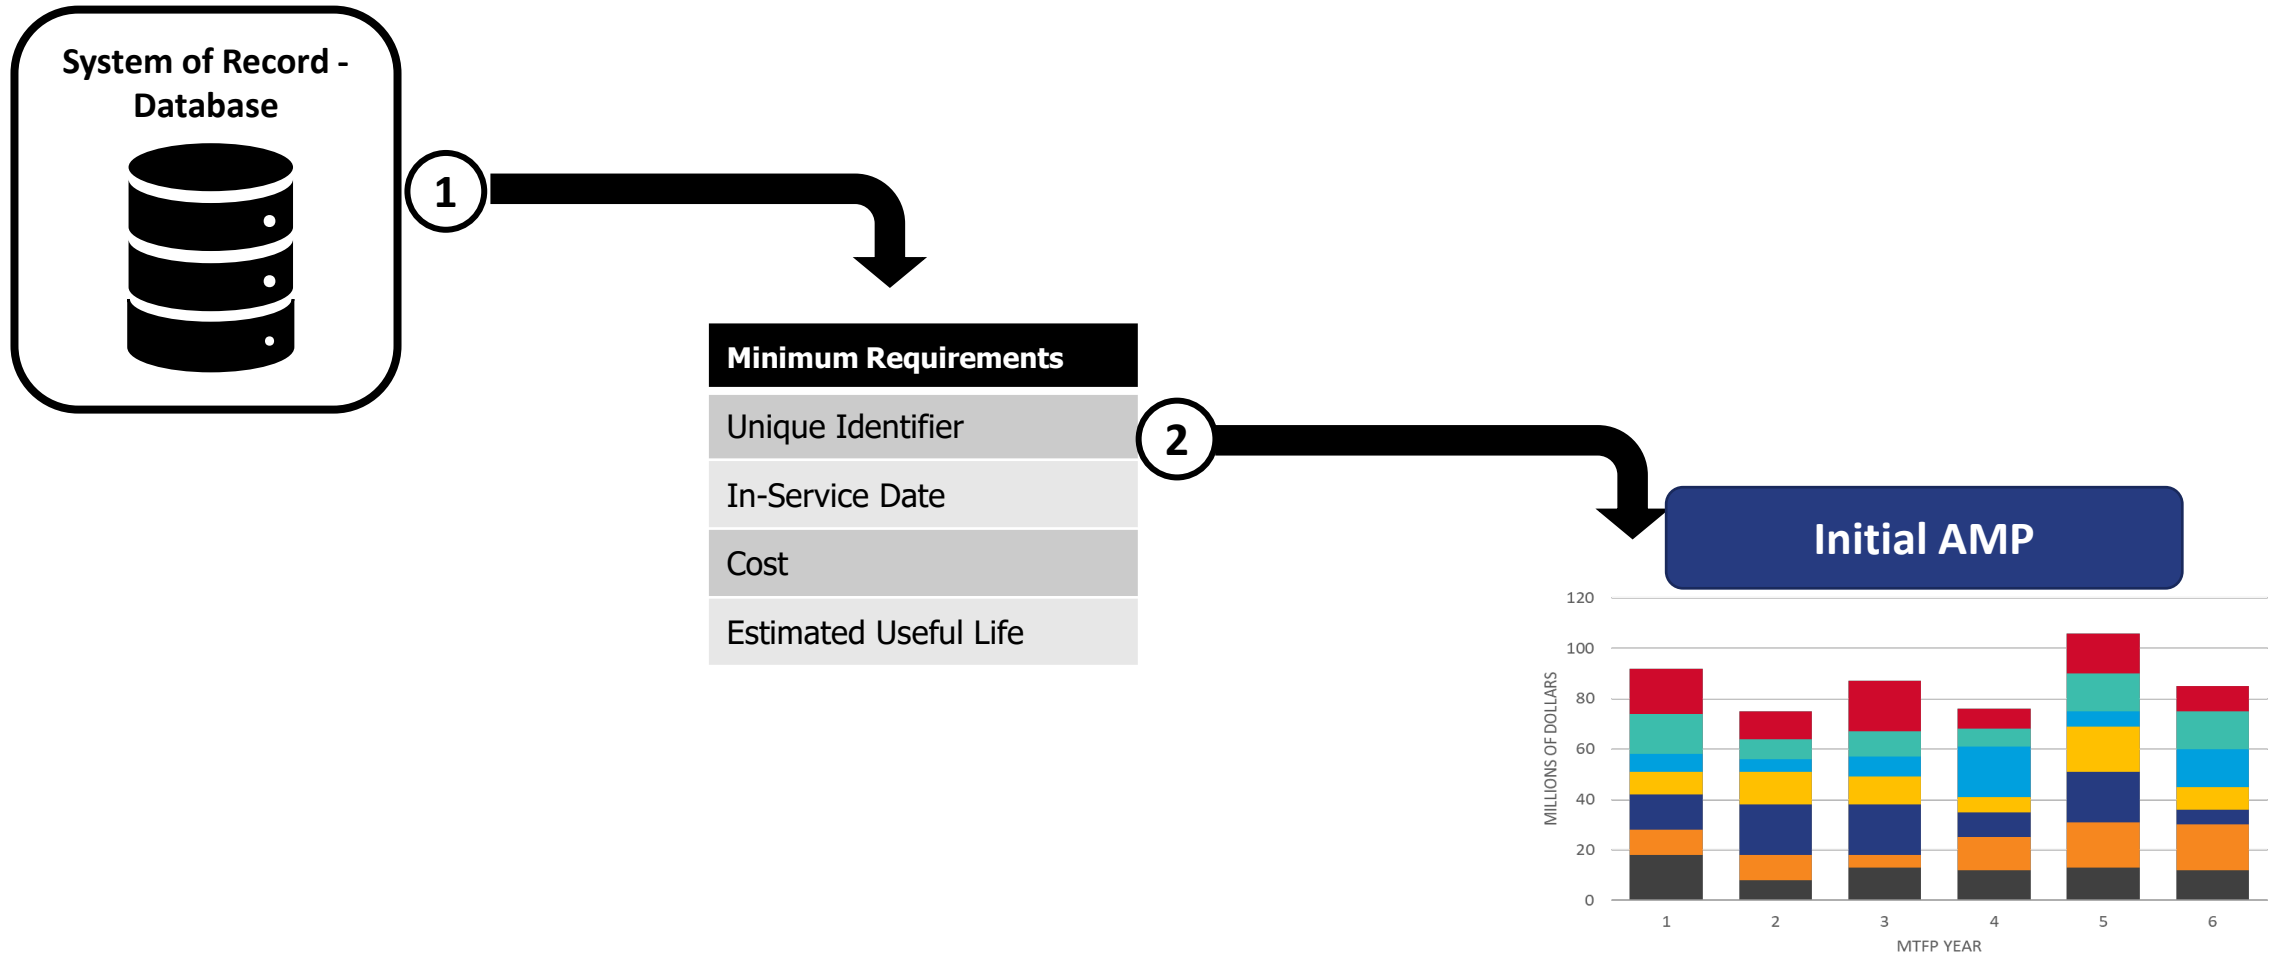 System of Record -
Database
1
Minimum Requirements
Unique Identifier
In-Service Date
Cost
Estimated Useful Life
2
Initial AMP
120
100
80
60
40
20
0
MILLIONS OF DOLLARS
1 2 3 4 5 6
MTFP YEAR